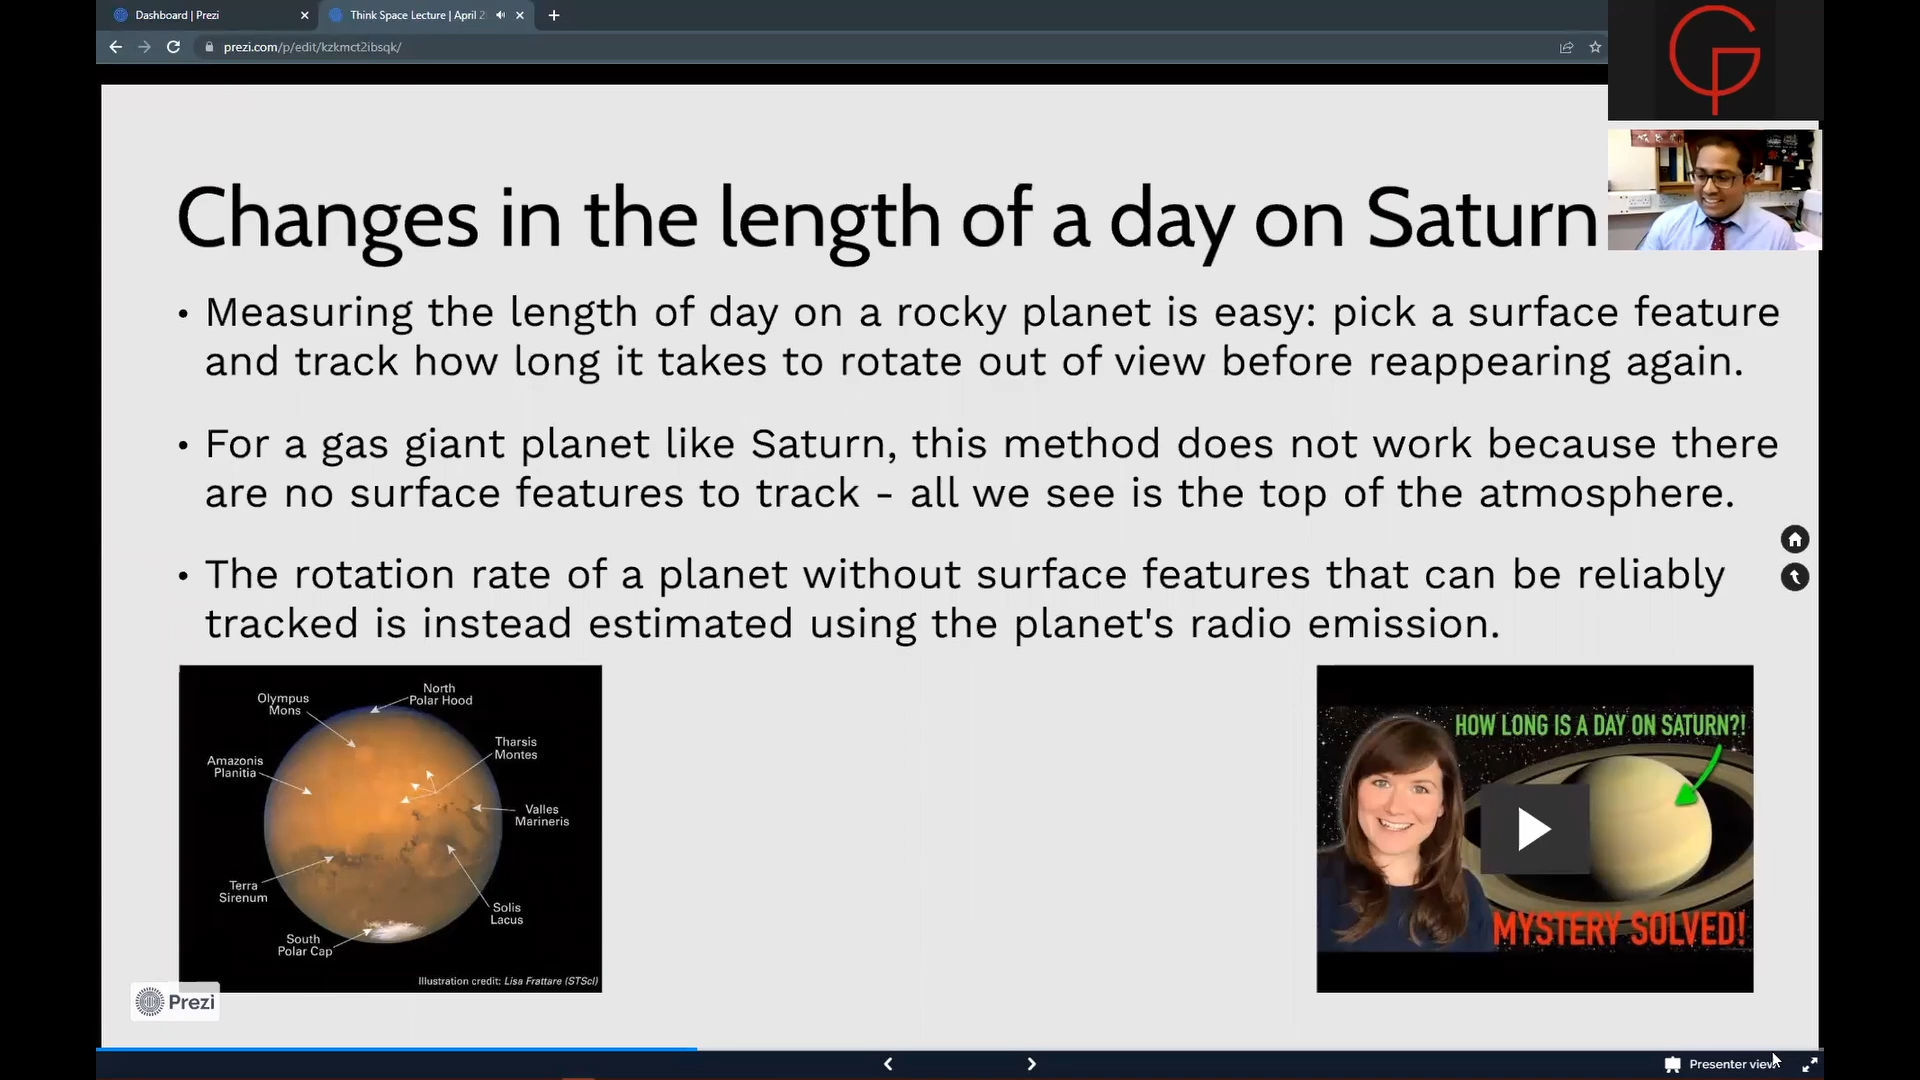 Dashboard | Prezi
Think Space Lecture | April 2
prezi.com/p/edit/kzkmct2ibsqk/
Changes in the length of a day on Saturn
• Measuring the length of day on a rocky planet is easy: pick a surface feature
and track how long it takes to rotate out of view before reappearing again.
• For a gas giant planet like Saturn, this method does not work because there
are no surface features to track - all we see is the top of the atmosphere.
• The rotation rate of a planet without surface features that can be reliably
tracked is instead estimated using the planet's radio emission.
North
Polar Hood
Olympus
Mons
Tharsis
Montes
Amazonis
Planitia
Valles
Marineris
Terra
Sirenum
Solis
Lacus
South
Polar Cap
Illustration credit: Lisa Frattare (STScI)
HOW LONG IS A DAY ON SATURN?!
MYSTERY SOLVED!
Prezi
Presenter view